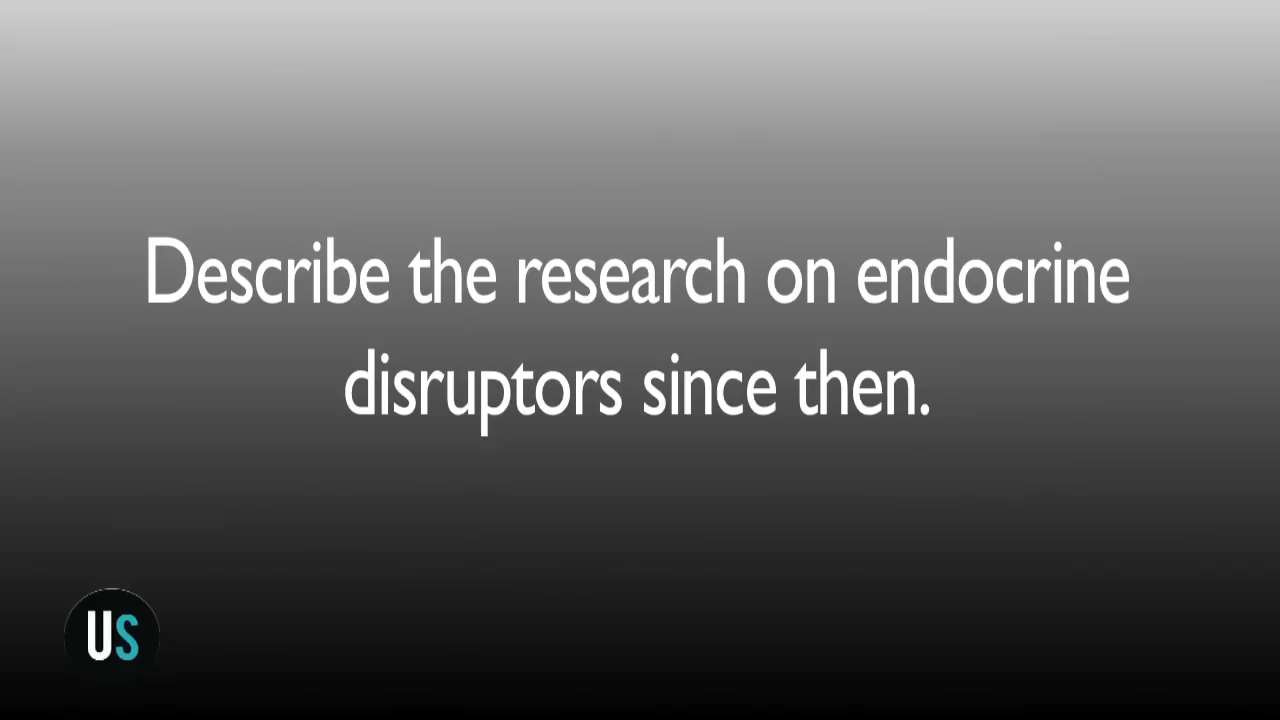 Describe the research on endocrine
disruptors since then.
US